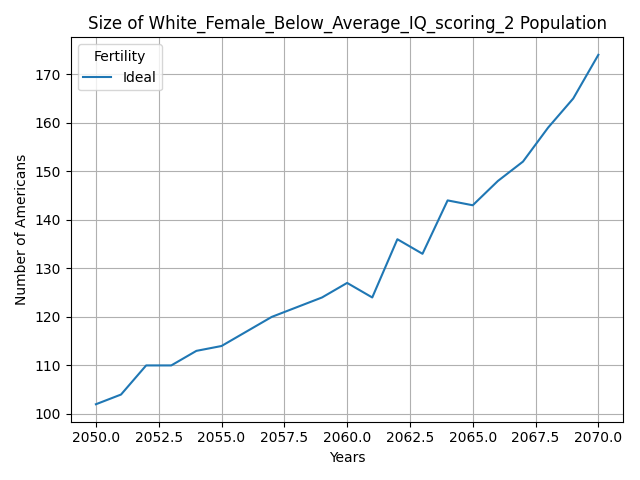 Size of White_Female_Below_Average_IQ_scoring_2 Population
Fertility
Ideal
Number of Americans
170
160
150
140
130
120
110
100
2050.0 2052.5 2055.0 2057.5 2060.0 2062.5 2065.0 2067.5 2070.0
Years